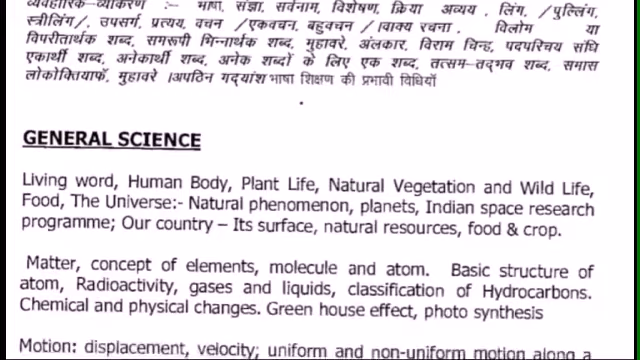 व्यवहारिक–व्याकरण :– भाषा, संज्ञा, सर्वनाम, विशेषण, क्रिया अव्यय , लिंग, /पुल्लिंग,
स्त्रीलिंग/, उपसर्ग, प्रत्यय, वचन /एकवचन, बहुवचन /।वाक्य रचना, विलोम या
विपरीतार्थक शब्द, समरूपी भिन्नार्थक शब्द, मुहावरे, अंलकार, विराम चिन्ह, पदपरिचय संधि
एकार्थी शब्द, अनेकार्थी शब्द, अनेक शब्दों के लिए एक शब्द, तत्सम–तद्भव शब्द, समास
लोकोक्तियाफॅ, मुहावरे ।अपठिन गद्यांश भाषा शिक्षण की प्रभावी विधियाॅ
GENERAL SCIENCE
Living word, Human Body, Plant Life, Natural Vegetation and Wild Life,
Food, The Universe:- Natural phenomenon, planets, Indian space research
programme; Our country – Its surface, natural resources, food & crop.
Matter, concept of elements, molecule and atom. Basic structure of
atom, Radioactivity, gases and liquids, classification of Hydrocarbons.
Chemical and physical changes. Green house effect, photo synthesis
Motion: displacement, velocity; uniform and non-uniform motion along a